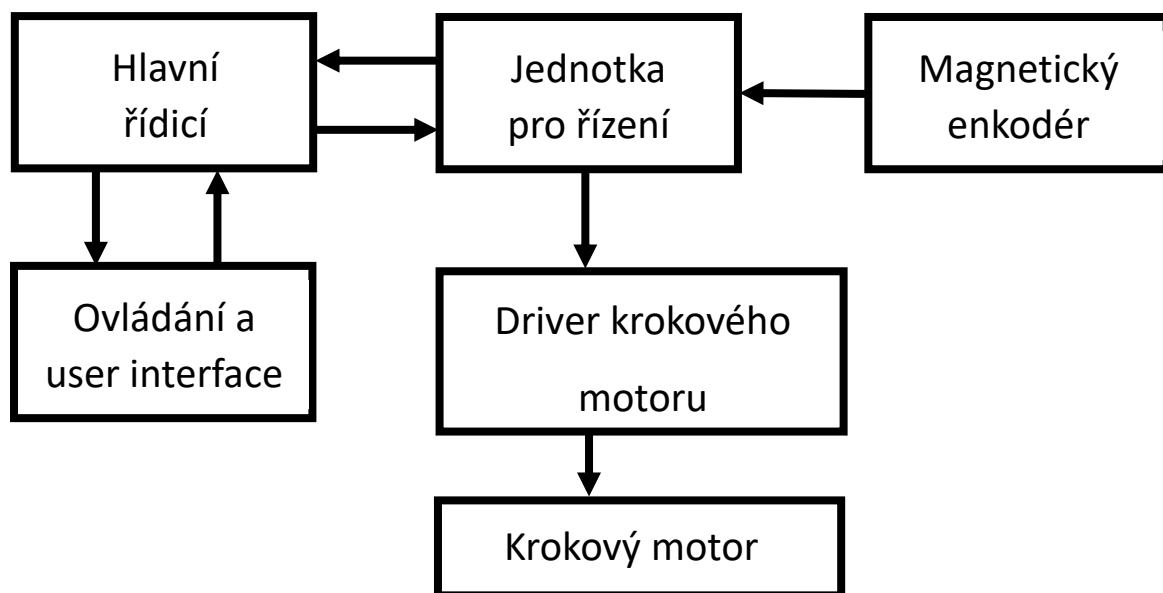 Hlavní
řídicí
Jednotka
pro řízení
Magnetický
enkodér
Ovládání a
user interface
Driver krokového
motoru
Krokový motor